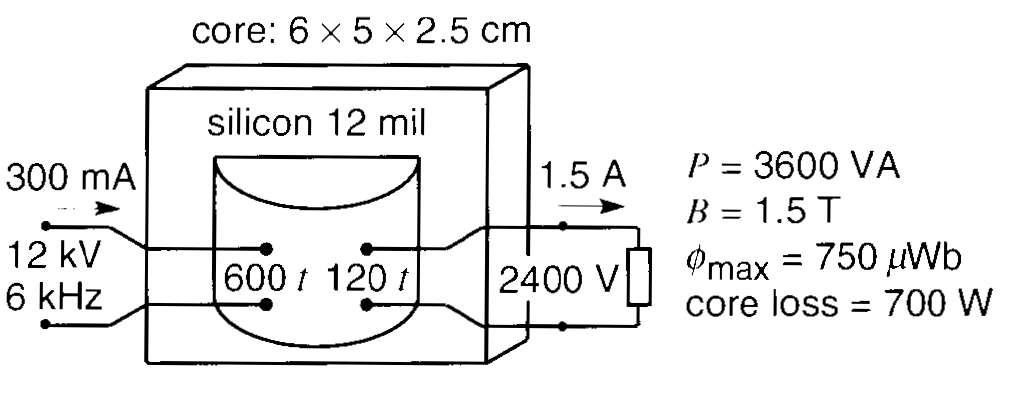 core: 6 × 5 × 2.5 cm
silicon 12 mil
300 mA
12 kV
6 kHz
600 t 120 t
1.5 A
2400 V
P = 3600 VA
B = 1.5 T
ϕmax = 750 μWb
core loss = 700 W